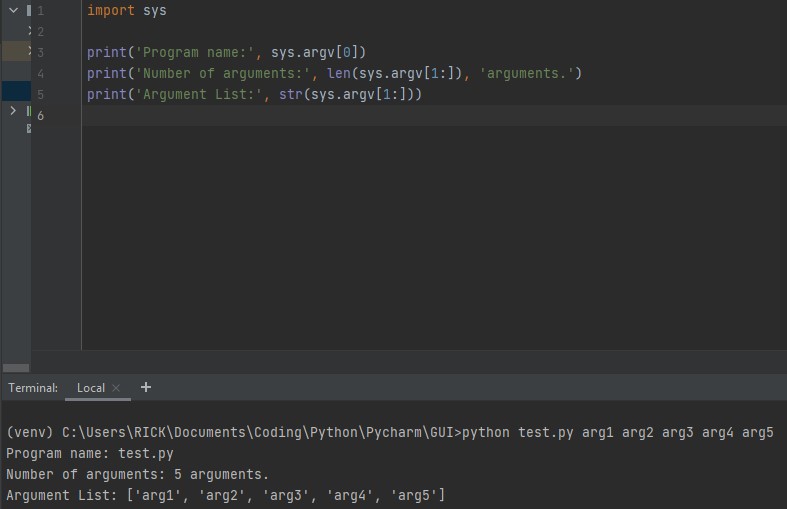 1 import sys
2
3 print('Program name:', sys.argv[0])
4 print('Number of arguments:', len(sys.argv[1:]), 'arguments.')
5 print('Argument List:', str(sys.argv[1:]))
6
Terminal: Local × +
(venv) C:\Users\RICK\Documents\Coding\Python\Pycharm\GUI>python test.py arg1 arg2 arg3 arg4 arg5
Program name: test.py
Number of arguments: 5 arguments.
Argument List: ['arg1', 'arg2', 'arg3', 'arg4', 'arg5']